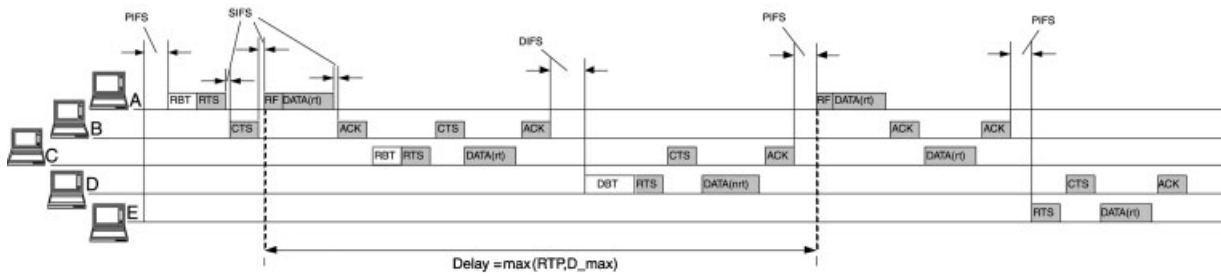 PIFS SIFS DIFS PIFS PIFS
A RBT RTS RF DATA(rt) RF DATA(rt)
B CTS ACK CTS ACK ACK ACK
C RBT RTS DATA(rt) CTS ACK DATA(rt)
D DBT RTS DATA(nrt) CTS ACK
E RTS DATA(rt)
Delay =max(RTP,D_max)